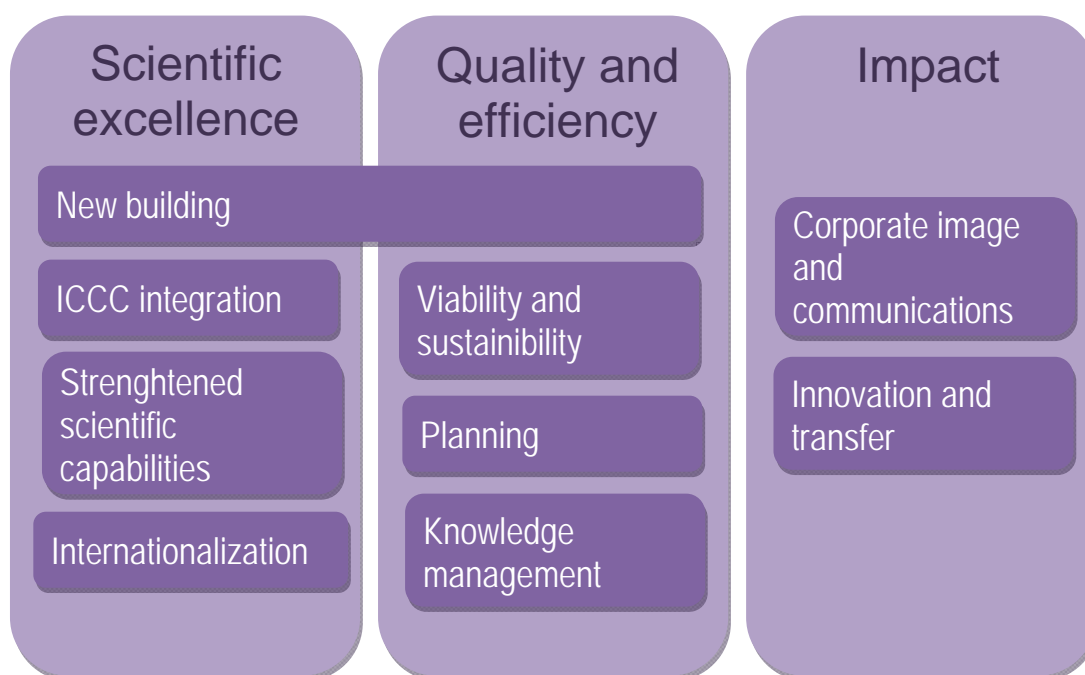 Scientific
excellence
New building
ICCC integration
Strenghtened
scientific
capabilities
Internationalization
Quality and
efficiency
Viability and
sustainibility
Planning
Knowledge
management
Impact
Corporate image
and
communications
Innovation and
transfer